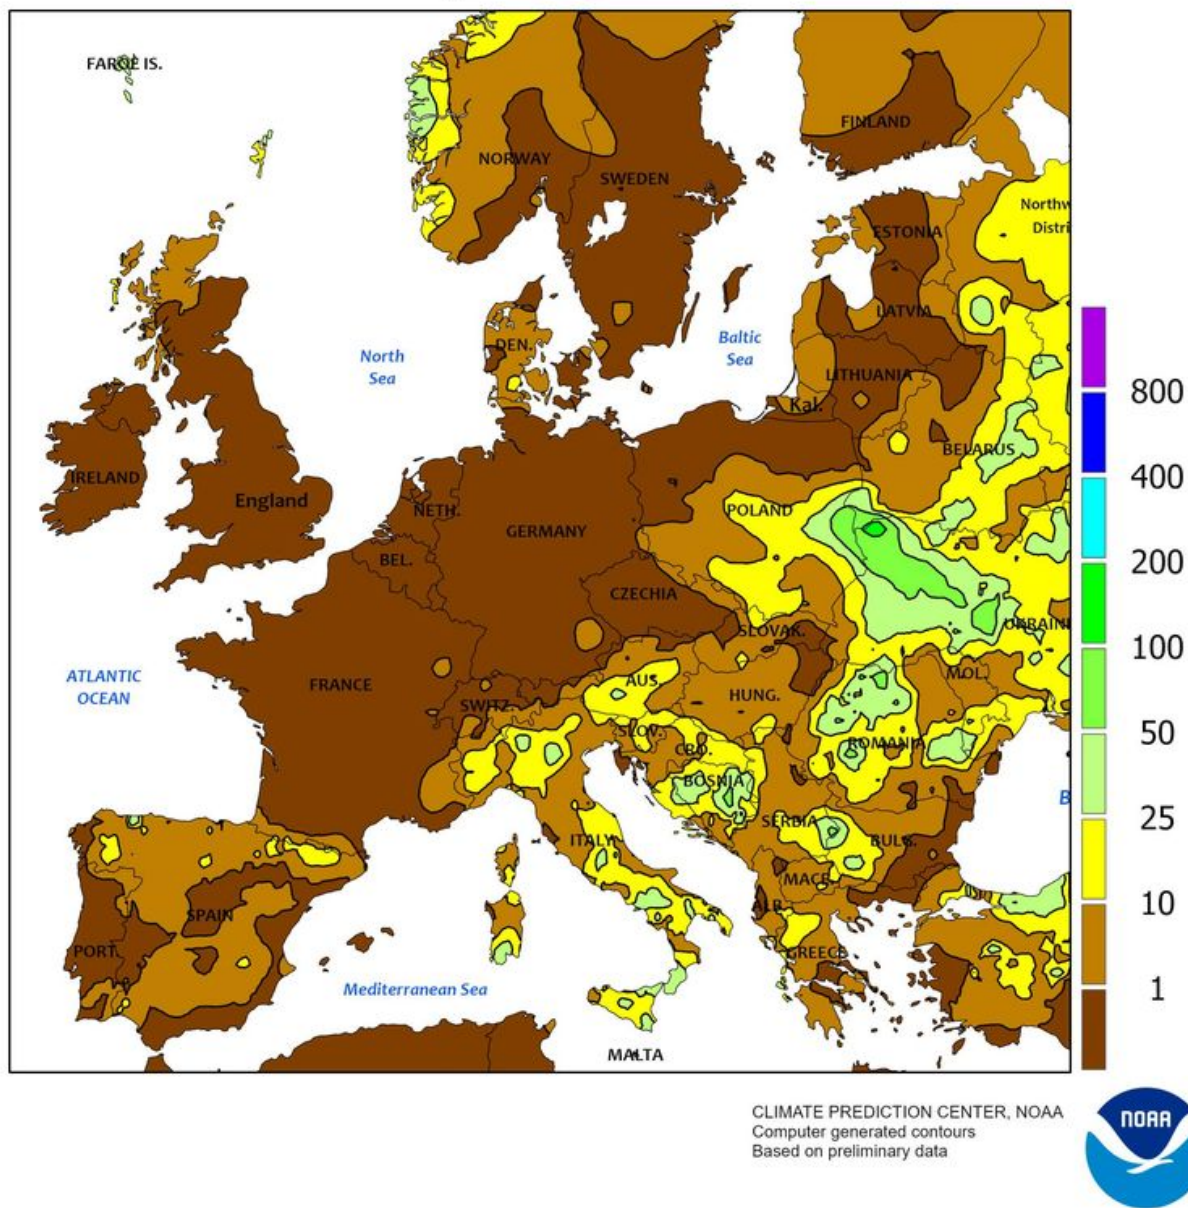 FAROE IS.
FINLAND
NORWAY
SWEDEN
Northw
Distri
ESTONIA
LATVIA
North
Sea
DEN.
Baltic
Sea
LITHUANIA
Kal.
BELARUS
IRELAND
England
NETH.
GERMANY
POLAND
BEL.
CZECHIA
UKRAINE
SLOVAK.
ATLANTIC
OCEAN
FRANCE
SWITZ.
AUS.
HUNG.
MOL.
SLOV.
CRO.
ROMANIA
BOSNIA
B
ITALY
SERBIA
BULG.
MACE.
SPAIN
ALB.
PORT.
GREECE
Mediterranean Sea
MALTA
800
400
200
100
50
25
10
1
CLIMATE PREDICTION CENTER, NOAA
Computer generated contours
Based on preliminary data
NOAA